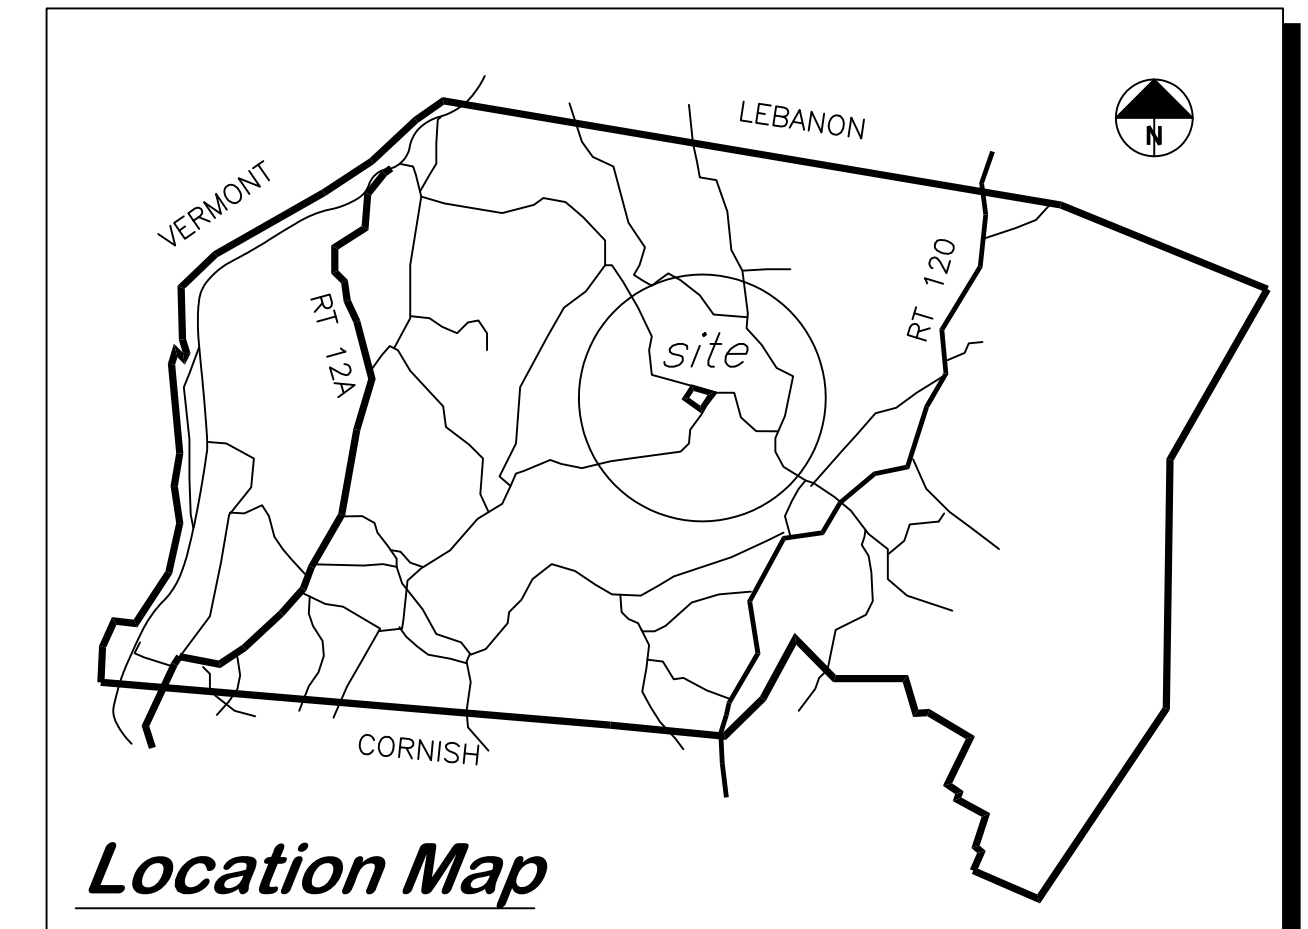 LEBANON
N
VERMONT
RT 120
RT 12A
site
CORNISH
Location Map